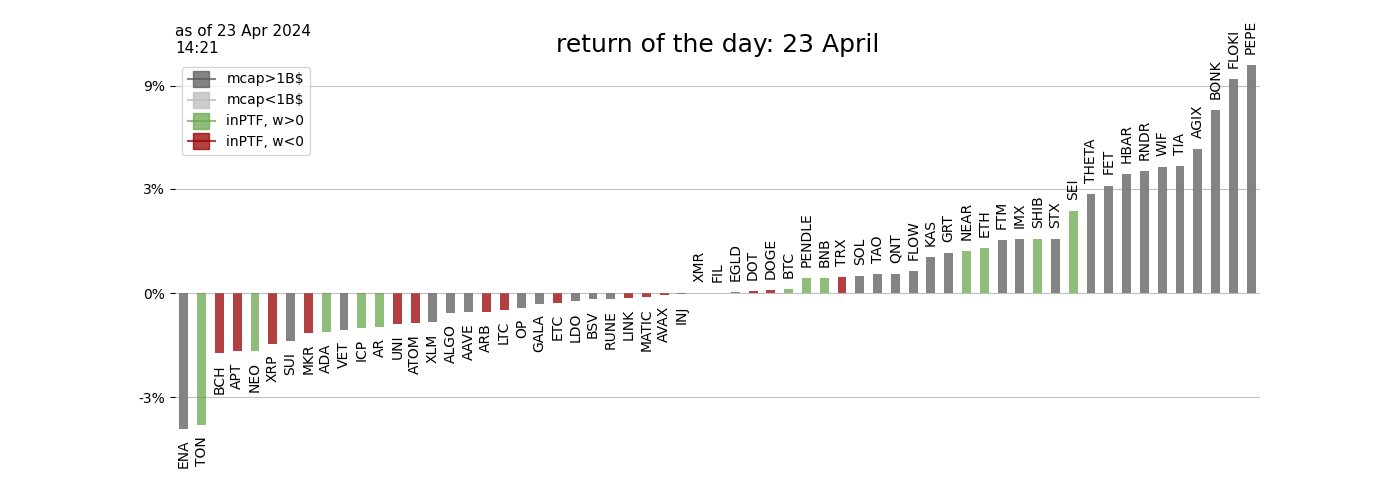 as of 23 Apr 2024
14:21
return of the day: 23 April
mcap>1B$
mcap<1B$
inPTF, w>0
inPTF, w<0
9%
3%
0%
-3%
ENA
TON
BCH
APT
NEO
XRP
SUI
MKR
ADA
VET
ICP
AR
UNI
ATOM
XLM
ALGO
AAVE
ARB
LTC
OP
GALA
ETC
LDO
BSV
RUNE
LINK
MATIC
AVAX
INJ
XMR
FIL
EGLD
DOT
DOGE
BTC
PENDLE
BNB
TRX
SOL
TAO
QNT
FLOW
KAS
GRT
NEAR
ETH
FTM
IMX
SHIB
STX
SEI
THETA
FET
HBAR
RNDR
WIF
TIA
AGIX
BONK
FLOKI
PEPE